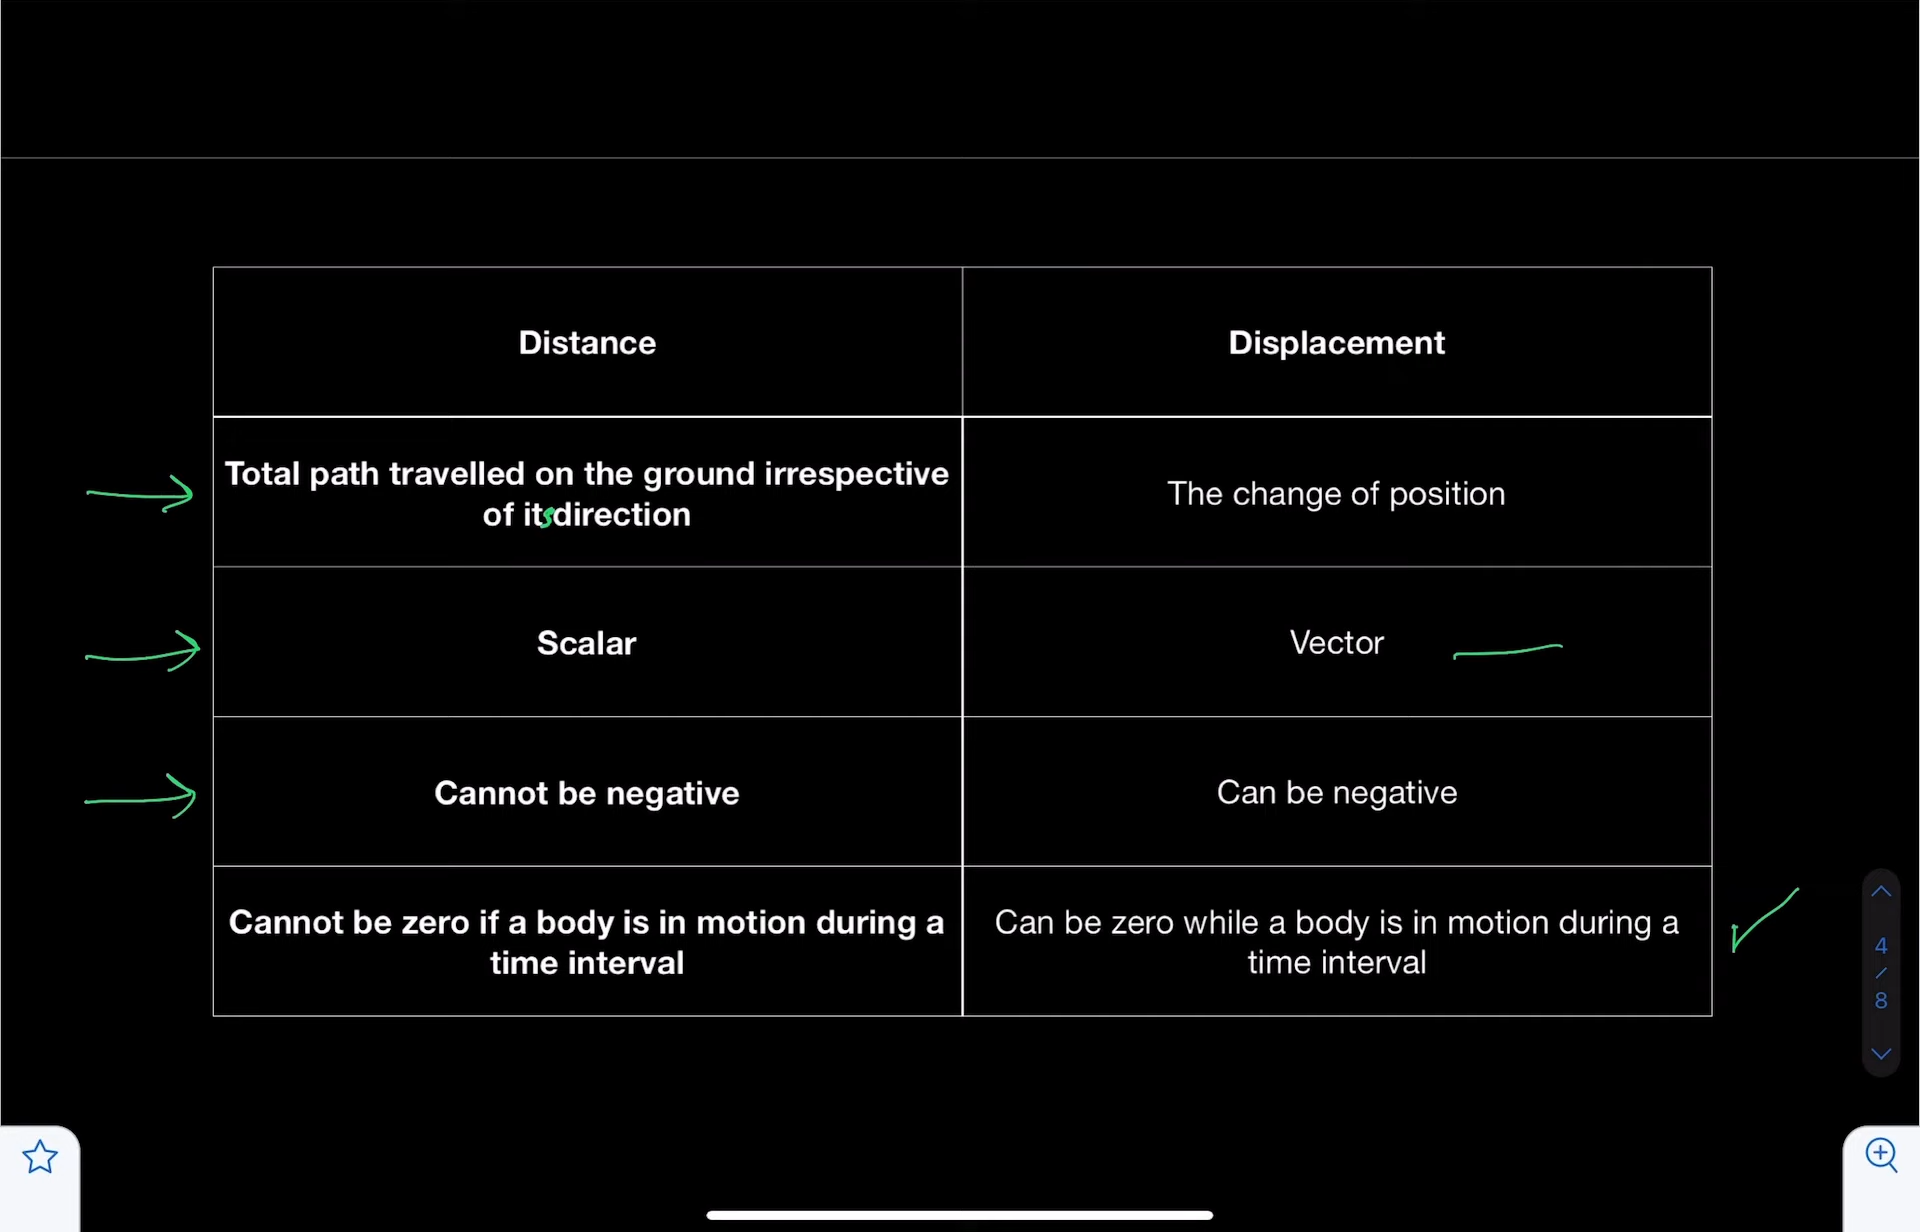 Distance
Displacement
Total path travelled on the ground irrespective
of its direction
The change of position
Scalar
Vector
Cannot be negative
Can be negative
Cannot be zero if a body is in motion during a
time interval
Can be zero while a body is in motion during a
time interval
4
/
8